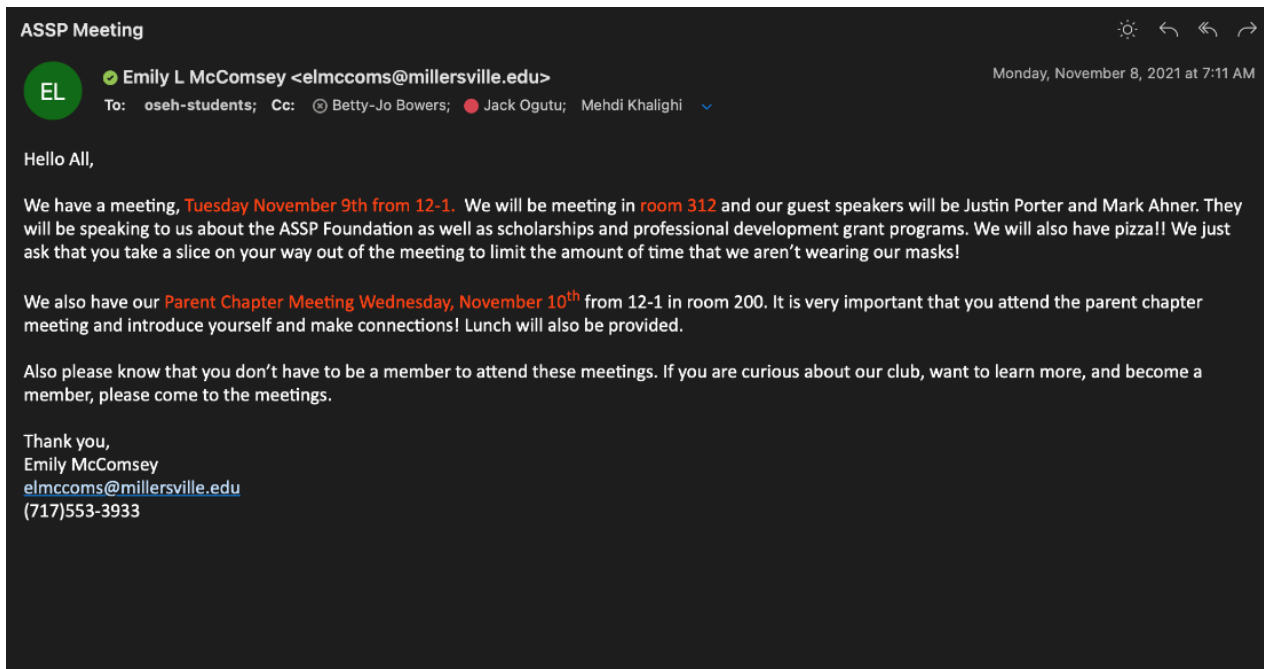 ASSP Meeting
EL
Emily L McComsey <elmccoms@millersville.edu>
Monday, November 8, 2021 at 7:11 AM
To: oseh-students; Cc: Betty-Jo Bowers; Jack Ogutu; Mehdi Khalighi
Hello All,
We have a meeting, Tuesday November 9th from 12-1. We will be meeting in room 312 and our guest speakers will be Justin Porter and Mark Ahner. They
will be speaking to us about the ASSP Foundation as well as scholarships and professional development grant programs. We will also have pizza!! We just
ask that you take a slice on your way out of the meeting to limit the amount of time that we aren’t wearing our masks!
We also have our Parent Chapter Meeting Wednesday, November 10th from 12-1 in room 200. It is very important that you attend the parent chapter
meeting and introduce yourself and make connections! Lunch will also be provided.
Also please know that you don’t have to be a member to attend these meetings. If you are curious about our club, want to learn more, and become a
member, please come to the meetings.
Thank you,
Emily McComsey
elmccoms@millersville.edu
(717)553-3933